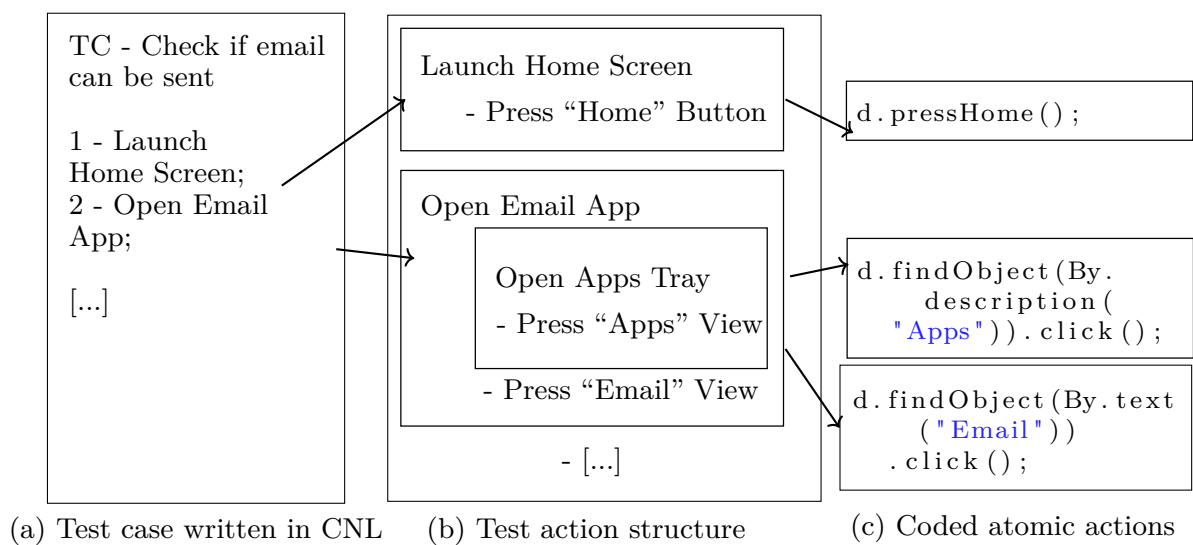 TC - Check if email
can be sent
1 - Launch
Home Screen;
2 - Open Email
App;
[...]
(a) Test case written in CNL
Launch Home Screen
- Press “Home” Button
Open Email App
Open Apps Tray
- Press “Apps” View
- Press “Email” View
- [...]
(b) Test action structure
d.pressHome();
d.findObject(By.
description(
"Apps")).click();
d.findObject(By.text
("Email"))
.click();
(c) Coded atomic actions